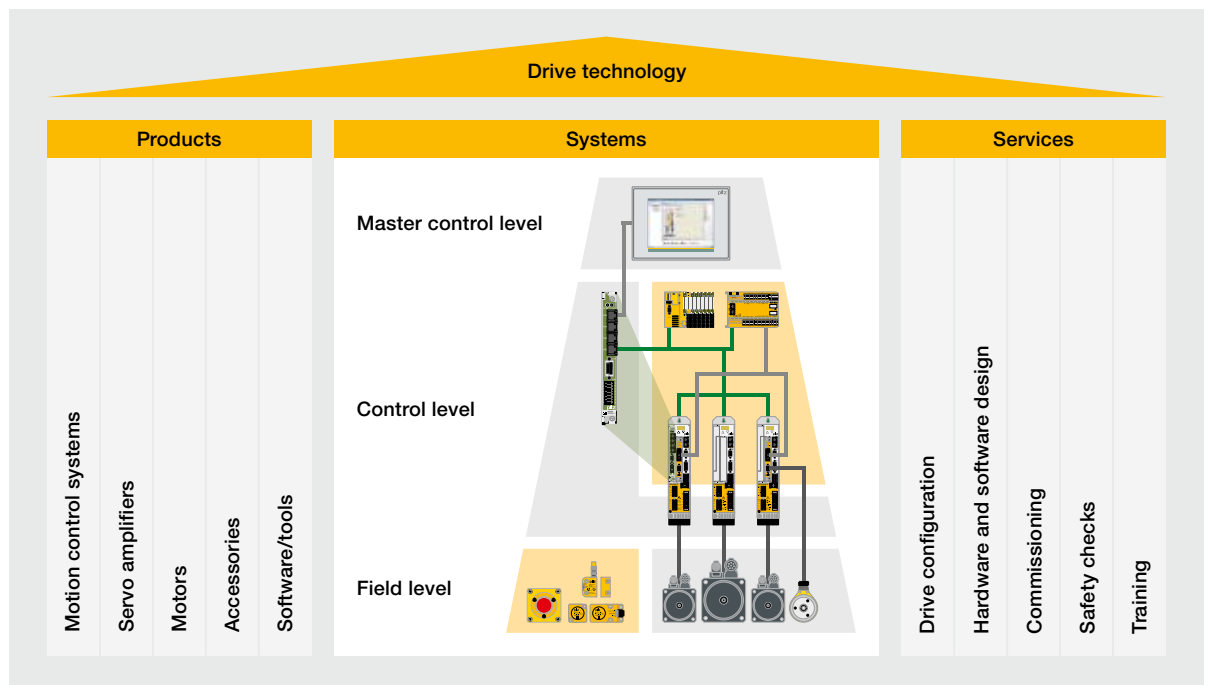 Drive technology
Products
Motion control systems
Servo amplifiers
Motors
Accessories
Software/tools
Systems
Master control level
pilz
Control level
Field level
Services
Drive configuration
Hardware and software design
Commissioning
Safety checks
Training